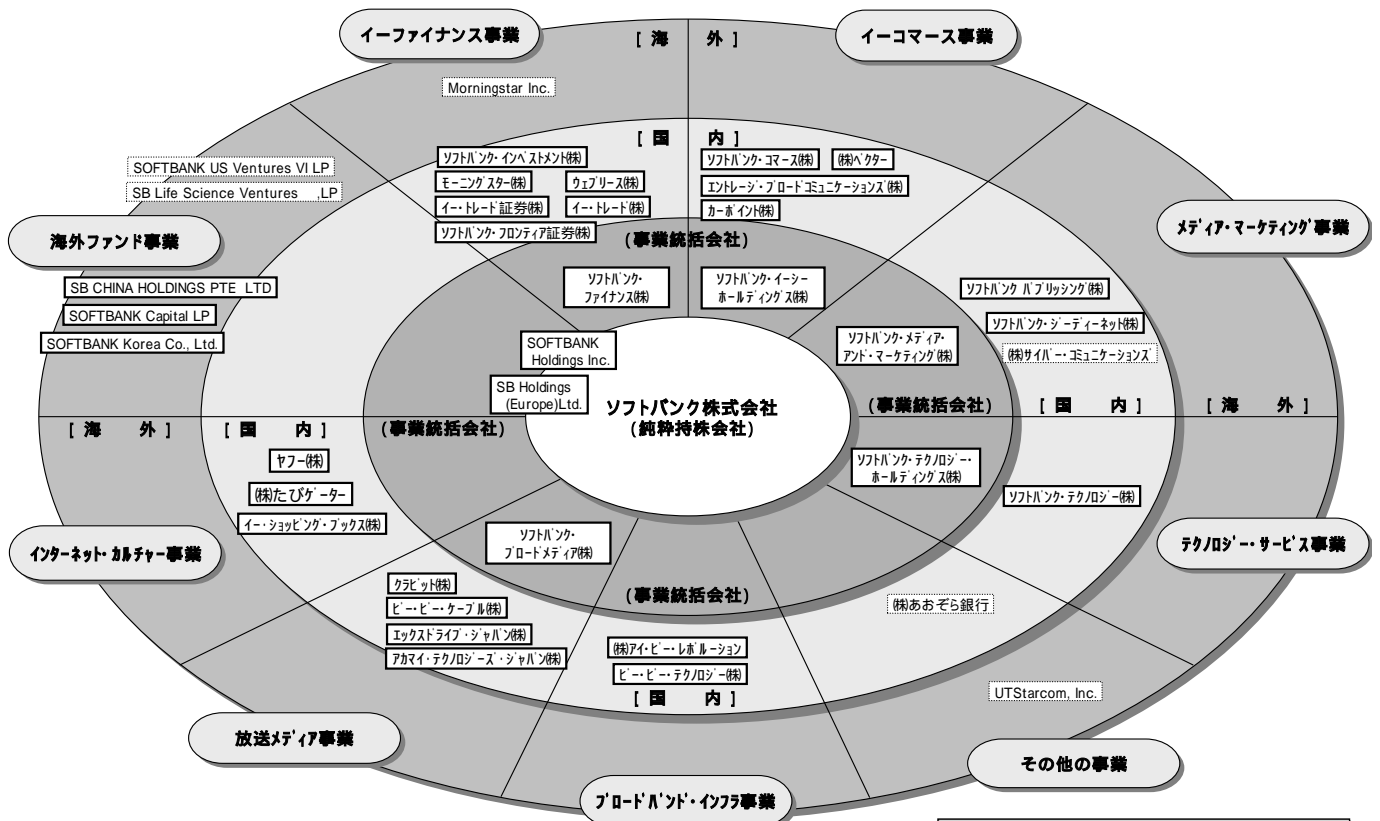 イーファイナンス事業
[ 海 外 ]
イーコマース事業
Morningstar Inc.
[ 国 内 ]
ソフトバンク・インベストメント㈱
モーニングスター㈱
ウェブリース㈱
イー・トレード証券㈱
イー・トレード㈱
ソフトバンク・フロンティア証券㈱
ソフトバンク・コマース㈱
㈱ベクター
エントレージ・ブロードコミュニケーションズ㈱
カーポイント㈱
SOFTBANK US Ventures VI LP
SB Life Science Ventures ,LP
海外ファンド事業
SB CHINA HOLDINGS PTE LTD
SOFTBANK Capital LP
SOFTBANK Korea Co., Ltd.
メディア・マーケティング事業
(事業統括会社)
ソフトバンク・
ファイナンス㈱
ソフトバンク・イーシー
ホールディングス㈱
ソフトバンク パブリッシング㈱
ソフトバンク・ジーディーネット㈱
㈱サイバー・コミュニケーションズ
SOFTBANK
Holdings Inc.
SB Holdings
(Europe)Ltd.
ソフトバンク・メディア・
アンド・マーケティング㈱
ソフトバンク株式会社
(純粋持株会社)
(事業統括会社)
[ 国 内 ]
[ 海 外 ]
[ 海 外 ]
[ 国 内 ]
(事業統括会社)
ヤフー㈱
㈱たびゲーター
イー・ショッピング・ブックス㈱
ソフトバンク・テクノロジー・
ホールディングス㈱
ソフトバンク・テクノロジー㈱
インターネット・カルチャー事業
テクノロジー・サービス事業
ソフトバンク・
ブロードメディア㈱
(事業統括会社)
クラビット㈱
ビー・ビー・ケーブル㈱
エックスドライブ・ジャパン㈱
アカマイ・テクノロジーズ・ジャパン㈱
㈱アイ・ピー・レボルーション
ビー・ビー・テクノロジー㈱
[ 国 内 ]
㈱あおぞら銀行
UTStarcom, Inc.
放送メディア事業
ブロードバンド・インフラ事業
その他の事業